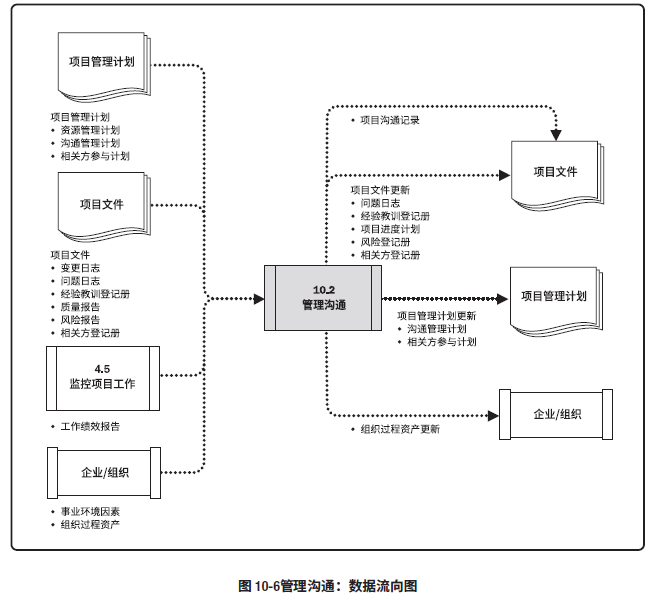 项目管理计划
项目管理计划
• 资源管理计划
• 沟通管理计划
• 相关方参与计划
项目文件
项目文件
• 变更日志
• 问题日志
• 经验教训登记册
• 质量报告
• 风险报告
• 相关方登记册
4.5
监控项目工作
• 工作绩效报告
企业/组织
• 事业环境因素
• 组织过程资产
10.2
管理沟通
• 项目沟通记录
项目文件
项目文件更新
• 问题日志
• 经验教训登记册
• 项目进度计划
• 风险登记册
• 相关方登记册
项目管理计划
项目管理计划更新
• 沟通管理计划
• 相关方参与计划
企业/组织
• 组织过程资产更新
图 10-6管理沟通：数据流向图